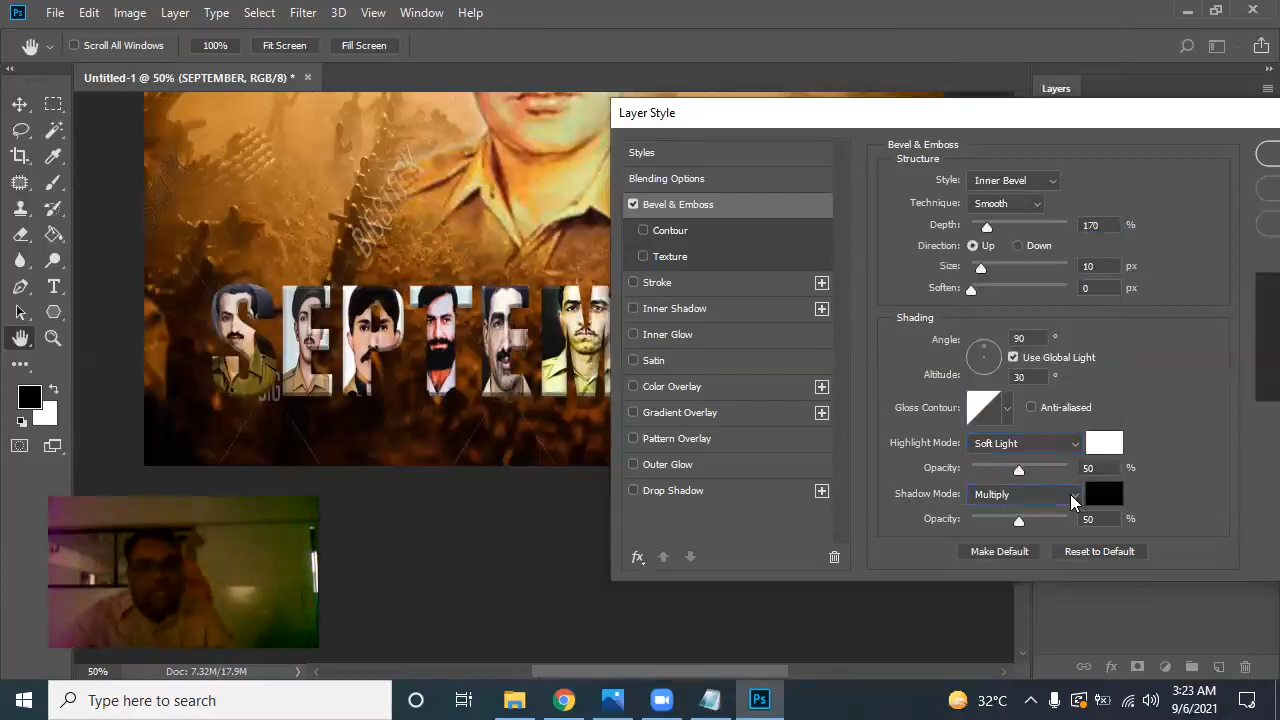 Ps File Edit Image Layer Type Select Filter 3D View Window Help
Scroll All Windows 100% Fit Screen Fill Screen
Untitled-1 @ 50% (SEPTEMBER, RGB/8) * ×
Layers
Layer Style
Styles
Blending Options
Bevel & Emboss
Contour
Texture
Stroke
Inner Shadow
Inner Glow
Satin
Color Overlay
Gradient Overlay
Pattern Overlay
Outer Glow
Drop Shadow
fx
Bevel & Emboss
Structure
Style: Inner Bevel
Technique: Smooth
Depth: 170 %
Direction: Up Down
Size: 10 px
Soften: 0 px
Shading
Angle: 90 °
Use Global Light
Altitude: 30 °
Gloss Contour: Anti-aliased
Highlight Mode: Soft Light
Opacity: 50 %
Shadow Mode: Multiply
Opacity: 50 %
Make Default Reset to Default
SEPTEM
50% Doc: 7.32M/17.9M
fx
Type here to search
Ps
32°C
3:23 AM
9/6/2021